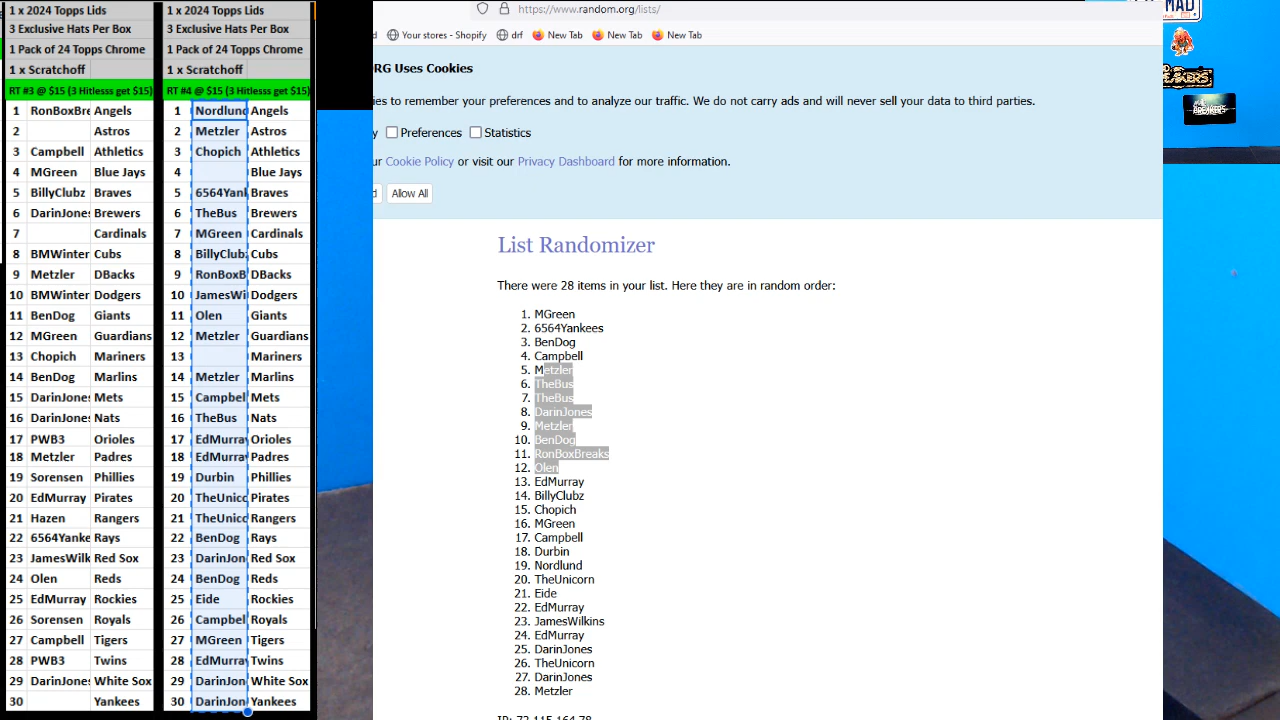 1 x 2024 Topps Lids
3 Exclusive Hats Per Box
1 Pack of 24 Topps Chrome
1 x Scratchoff
RT #3 @ $15 (3 Hitlesss get $15)
1 RonBoxBre Angels
2 Astros
3 Campbell Athletics
4 MGreen Blue Jays
5 BillyClubz Braves
6 DarinJones Brewers
7 Cardinals
8 BMWinter Cubs
9 Metzler DBacks
10 BMWinter Dodgers
11 BenDog Giants
12 MGreen Guardians
13 Chopich Mariners
14 BenDog Marlins
15 DarinJones Mets
16 DarinJones Nats
17 PWB3 Orioles
18 Metzler Padres
19 Sorensen Phillies
20 EdMurray Pirates
21 Hazen Rangers
22 6564Yanke Rays
23 JamesWilk Red Sox
24 Olen Reds
25 EdMurray Rockies
26 Sorensen Royals
27 Campbell Tigers
28 PWB3 Twins
29 DarinJones White Sox
30 Yankees
1 x 2024 Topps Lids
3 Exclusive Hats Per Box
1 Pack of 24 Topps Chrome
1 x Scratchoff
RT #4 @ $15 (3 Hitlesss get $15)
1 Nordlund Angels
2 Metzler Astros
3 Chopich Athletics
4 Blue Jays
5 6564Yank Braves
6 TheBus Brewers
7 MGreen Cardinals
8 BillyClub Cubs
9 RonBoxB DBacks
10 JamesWi Dodgers
11 Olen Giants
12 Metzler Guardians
13 Mariners
14 Metzler Marlins
15 Campbel Mets
16 TheBus Nats
17 EdMurray Orioles
18 EdMurray Padres
19 Durbin Phillies
20 TheUnico Pirates
21 TheUnico Rangers
22 BenDog Rays
23 DarinJon Red Sox
24 BenDog Reds
25 Eide Rockies
26 Campbel Royals
27 MGreen Tigers
28 EdMurray Twins
29 DarinJon White Sox
30 DarinJon Yankees
https://www.random.org/lists/
Your stores - Shopify drf New Tab New Tab New Tab
RG Uses Cookies
ies to remember your preferences and to analyze our traffic. We do not carry ads and will never sell your data to third parties.
y Preferences Statistics
ur Cookie Policy or visit our Privacy Dashboard for more information.
d Allow All
List Randomizer
There were 28 items in your list. Here they are in random order:
1. MGreen
2. 6564Yankees
3. BenDog
4. Campbell
5. Metzler
6. TheBus
7. TheBus
8. DarinJones
9. Metzler
10. BenDog
11. RonBoxBreaks
12. Olen
13. EdMurray
14. BillyClubz
15. Chopich
16. MGreen
17. Campbell
18. Durbin
19. Nordlund
20. TheUnicorn
21. Eide
22. EdMurray
23. JamesWilkins
24. EdMurray
25. DarinJones
26. TheUnicorn
27. DarinJones
28. Metzler
IP: 72.115.164.78
MAD